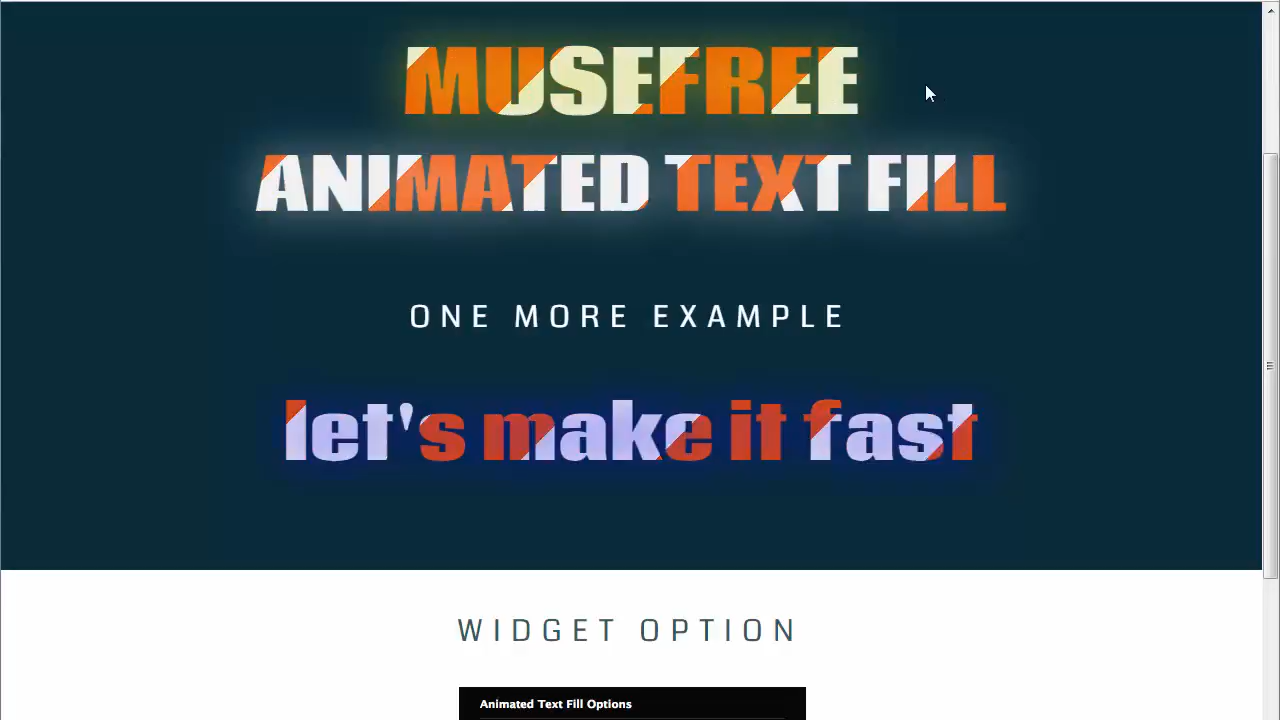 MUSEFREE
ANIMATED TEXT FILL
ONE MORE EXAMPLE
let's make it fast
WIDGET OPTION
Animated Text Fill Options